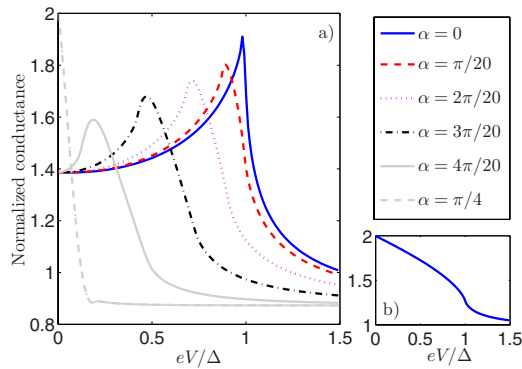 Normalized conductance
2
1.8
1.6
1.4
1.2
1
0.8
0
0.5
1
1.5
eV/Δ
a)
α = 0
α = π/20
α = 2π/20
α = 3π/20
α = 4π/20
α = π/4
2
1.5
1
0
0.5
1
1.5
eV/Δ
b)